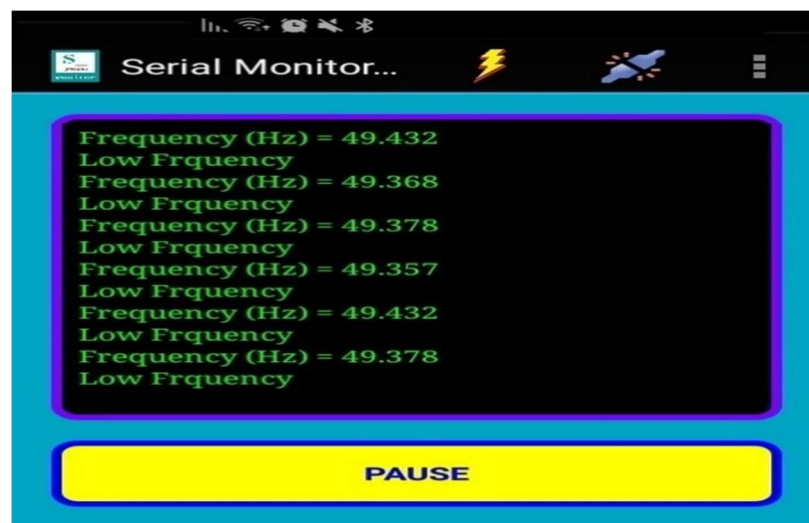 Serial Monitor...
Frequency (Hz) = 49.432
Low Frquency
Frequency (Hz) = 49.368
Low Frquency
Frequency (Hz) = 49.378
Low Frquency
Frequency (Hz) = 49.357
Low Frquency
Frequency (Hz) = 49.432
Low Frquency
Frequency (Hz) = 49.378
Low Frquency
PAUSE